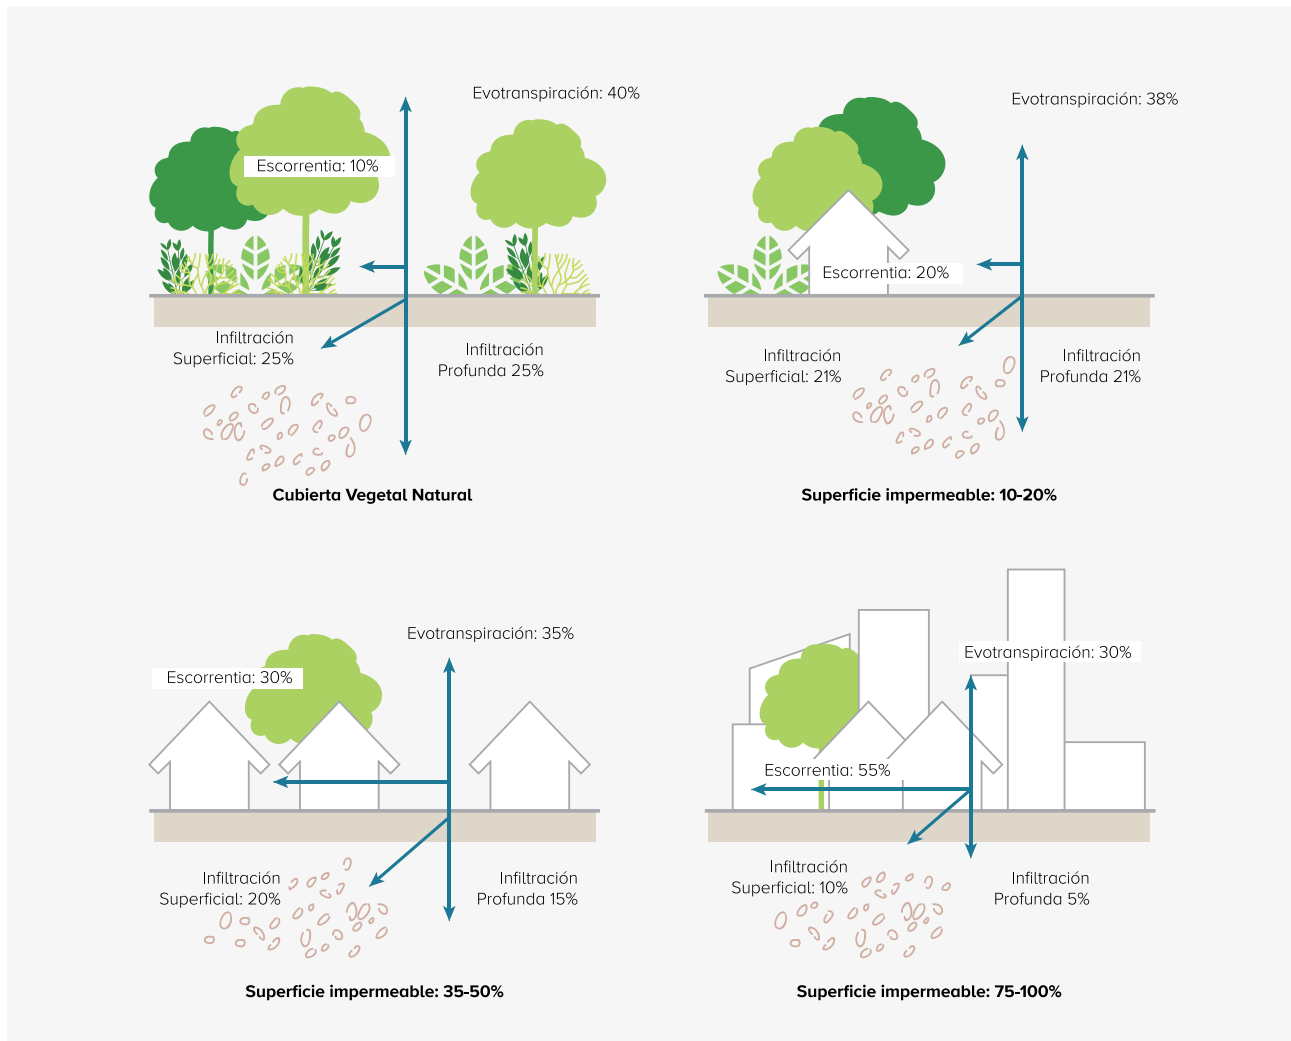 Evotranspiración: 40%
Escorrentia: 10%
Infiltración
Superficial: 25%
Infiltración
Profunda 25%
Cubierta Vegetal Natural
Evotranspiración: 38%
Escorrentia: 20%
Infiltración
Superficial: 21%
Infiltración
Profunda 21%
Superficie impermeable: 10-20%
Evotranspiración: 35%
Escorrentia: 30%
Infiltración
Superficial: 20%
Infiltración
Profunda 15%
Superficie impermeable: 35-50%
Evotranspiración: 30%
Escorrentia: 55%
Infiltración
Superficial: 10%
Infiltración
Profunda 5%
Superficie impermeable: 75-100%